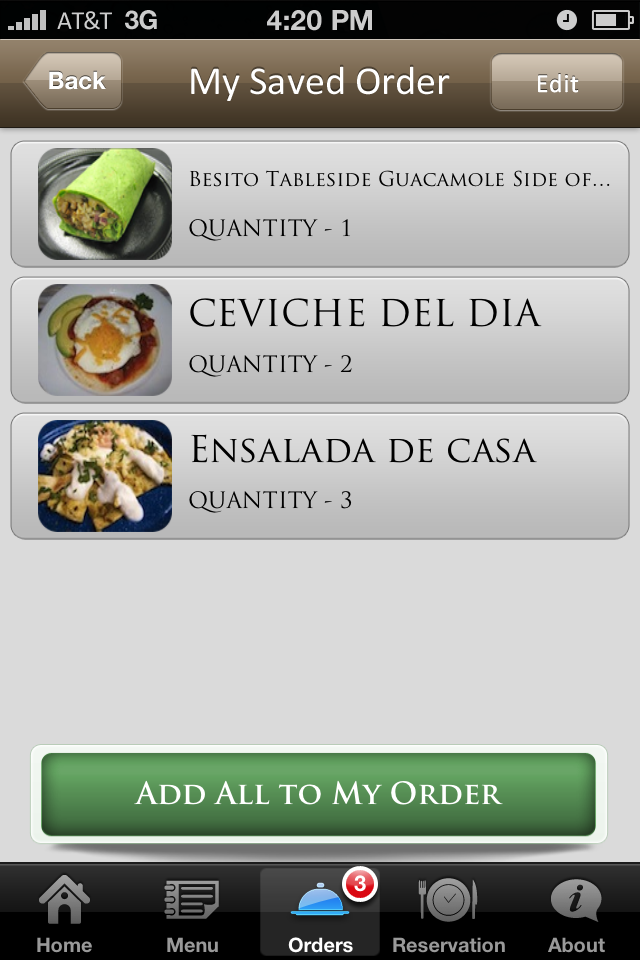 AT&T 3G 4:20 PM
Back My Saved Order Edit
Besito Tableside Guacamole Side of...
QUANTITY - 1
CEVICHE DEL DIA
QUANTITY - 2
Ensalada de casa
QUANTITY - 3
Add All to My Order
3
Home Menu Orders Reservation About